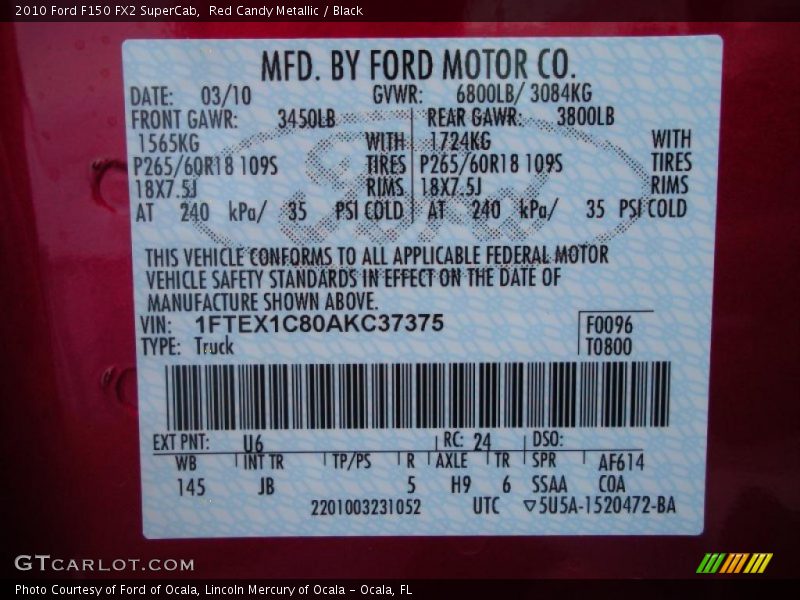 2010 Ford F150 FX2 SuperCab,  Red Candy Metallic / Black
MFD. BY FORD MOTOR CO.
DATE: 03/10 GVWR: 6800LB/ 3084KG
FRONT GAWR: 3450LB REAR GAWR: 3800LB
1565KG WITH 1724KG WITH
P265/60R18 109S TIRES P265/60R18 109S TIRES
18X7.5J RIMS 18X7.5J RIMS
AT 240 kPa/ 35 PSI COLD AT 240 kPa/ 35 PSI COLD
Ford
THIS VEHICLE CONFORMS TO ALL APPLICABLE FEDERAL MOTOR
VEHICLE SAFETY STANDARDS IN EFFECT ON THE DATE OF
MANUFACTURE SHOWN ABOVE.
VIN: 1FTEX1C80AKC37375 F0096
TYPE: Truck T0800
EXT PNT: U6 RC: 24 DSO:
WB INT TR TP/PS R AXLE TR SPR AF614
145 JB 5 H9 6 SSAA COA
2201003231052 UTC ▽5U5A-1520472-BA
GTCARLOT.COM
Photo Courtesy of Ford of Ocala, Lincoln Mercury of Ocala - Ocala, FL